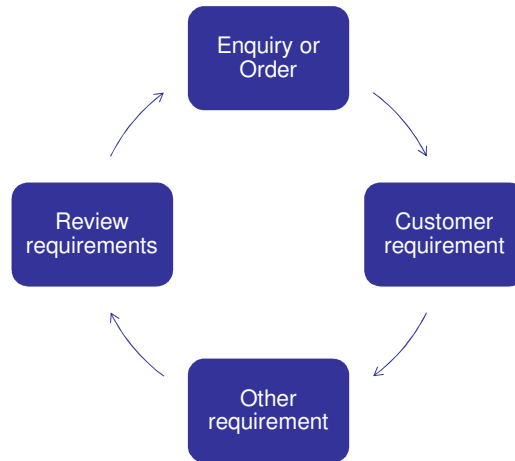 Enquiry or
Order
Customer
requirement
Other
requirement
Review
requirements